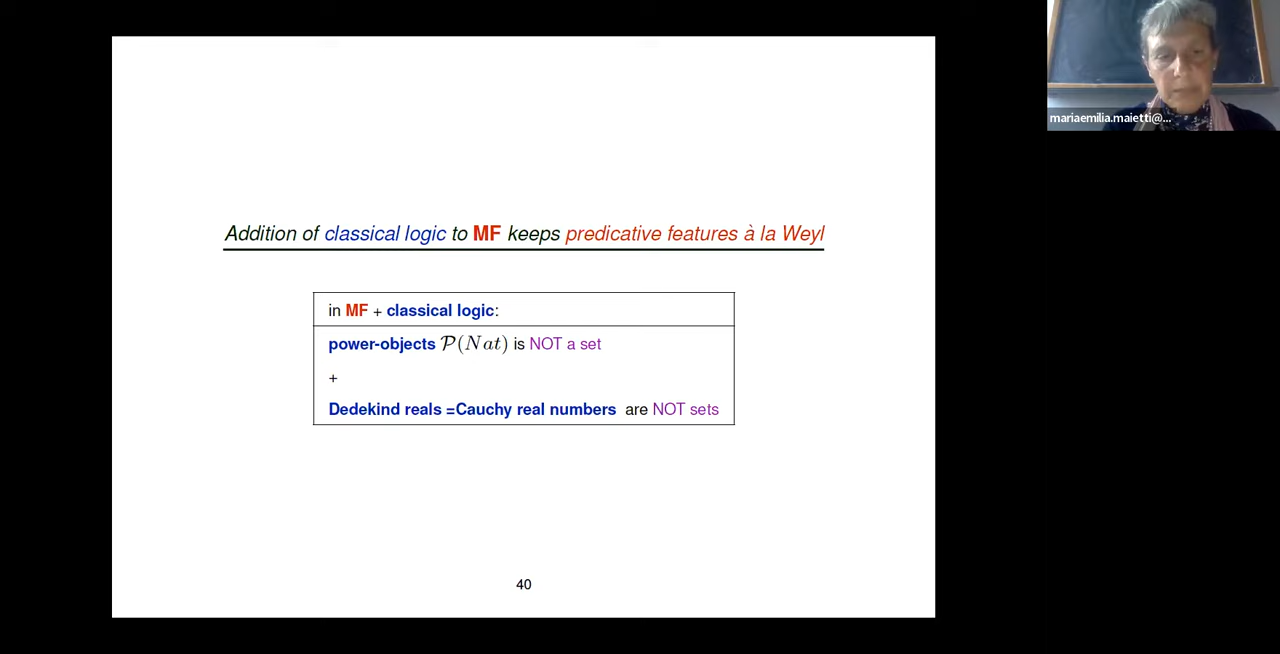 mariaemilia.maietti@...
Addition of classical logic to MF keeps predicative features à la Weyl
in MF + classical logic:
power-objects P(Nat) is NOT a set
+
Dedekind reals =Cauchy real numbers are NOT sets
40